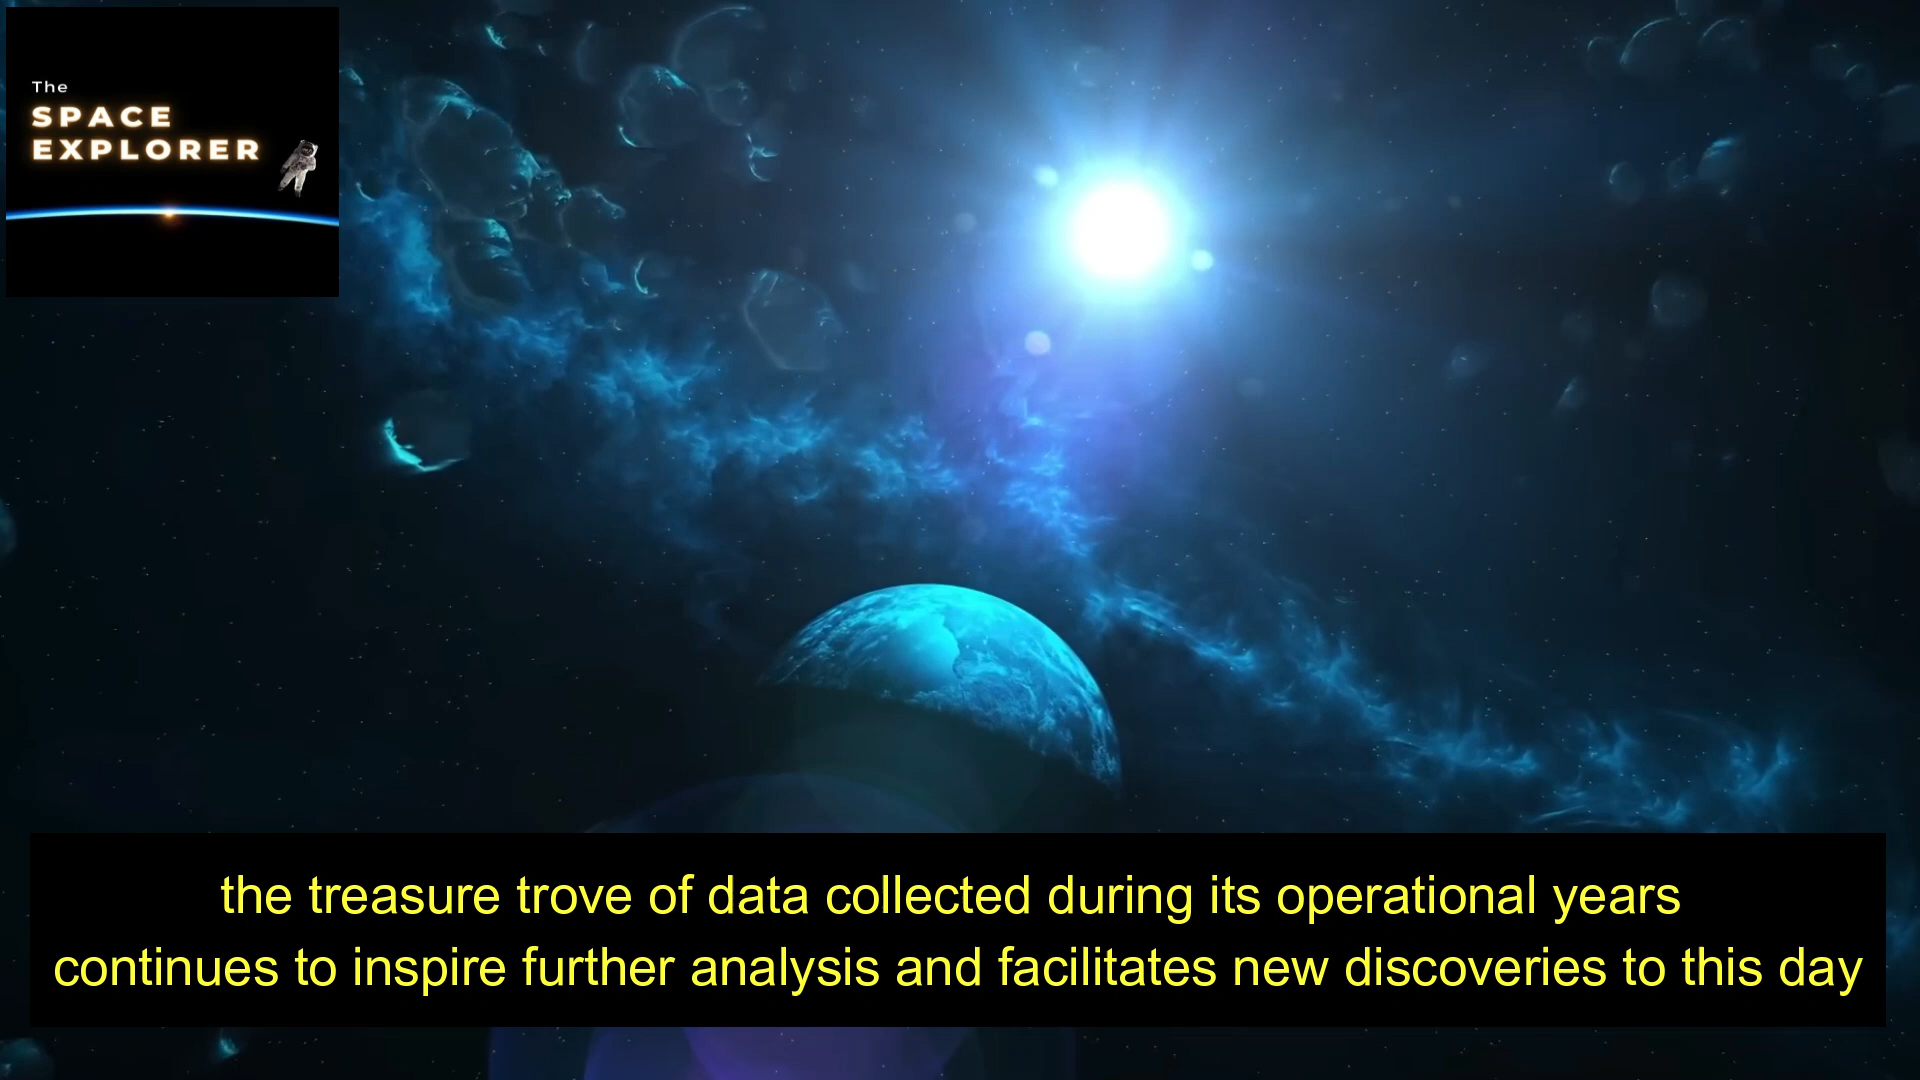 The
SPACE
EXPLORER
the treasure trove of data collected during its operational years
continues to inspire further analysis and facilitates new discoveries to this day